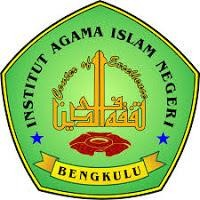 INSTITUT AGAMA ISLAM NEGERI
Center of Excellence
BENGKULU